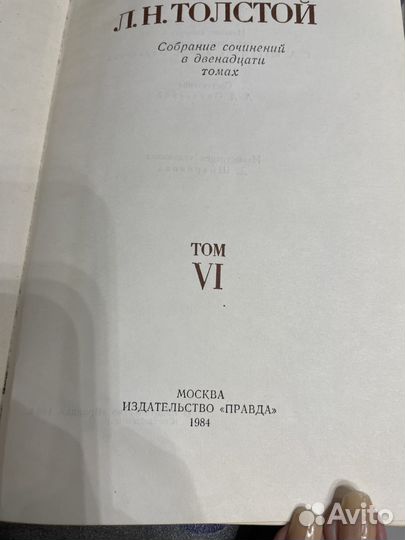 Л.Н.ТОЛСТОЙ
Собрание сочинений
в двенадцати
томах
ТОМ
VI
МОСКВА
ИЗДАТЕЛЬСТВО «ПРАВДА»
1984
Avito